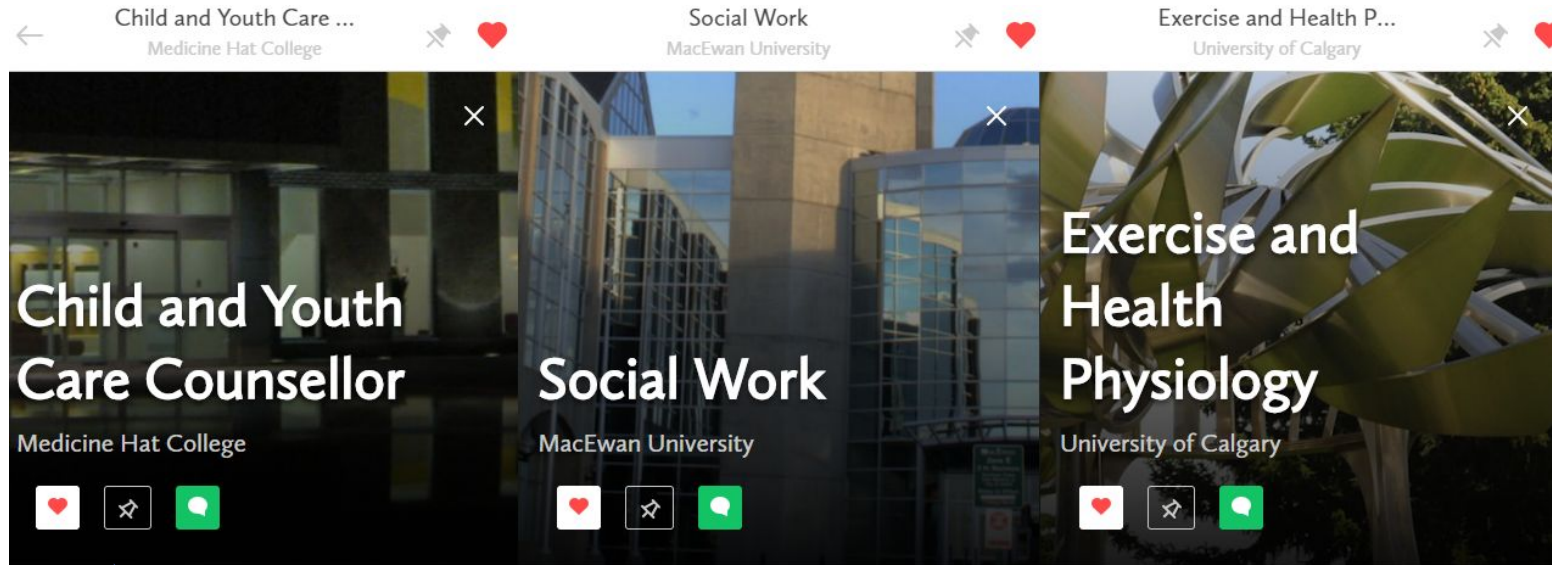 Child and Youth Care ...
Medicine Hat College
Social Work
MacEwan University
Exercise and Health P...
University of Calgary
Child and Youth
Care Counsellor
Medicine Hat College
Social Work
MacEwan University
Exercise and
Health
Physiology
University of Calgary